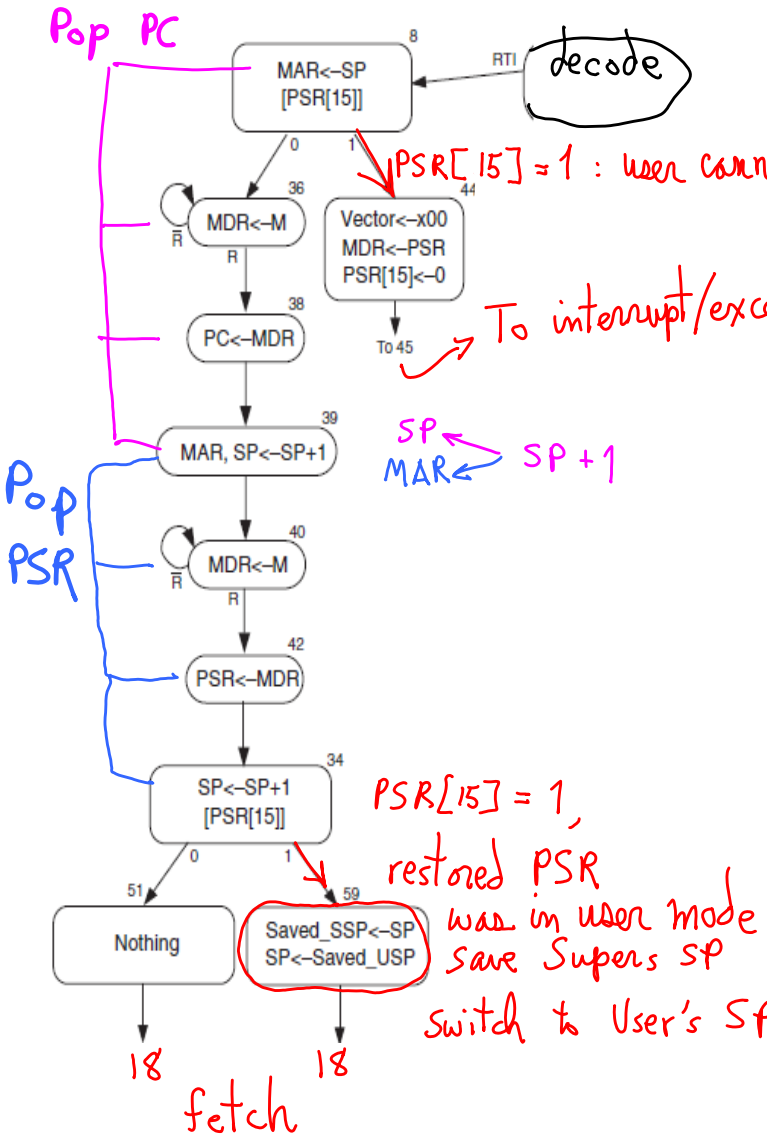 Pop PC
8
MAR<–SP
[PSR[15]]
RTI
decode
0
1
PSR[15] = 1 : user
36
MDR<–M
R̅
R
44
Vector<–x00
MDR<–PSR
PSR[15]<–0
To 45
To interrupt/
38
PC<–MDR
39
MAR, SP<–SP+1
SP
MAR
SP + 1
Pop
PSR
40
MDR<–M
R̅
R
42
PSR<–MDR
34
SP<–SP+1
[PSR[15]]
0
1
PSR[15] = 1,
restored PSR
was in user mode
save Supers SP
switch to User's SP
51
Nothing
59
Saved_SSP<–SP
SP<–Saved_USP
18
18
fetch